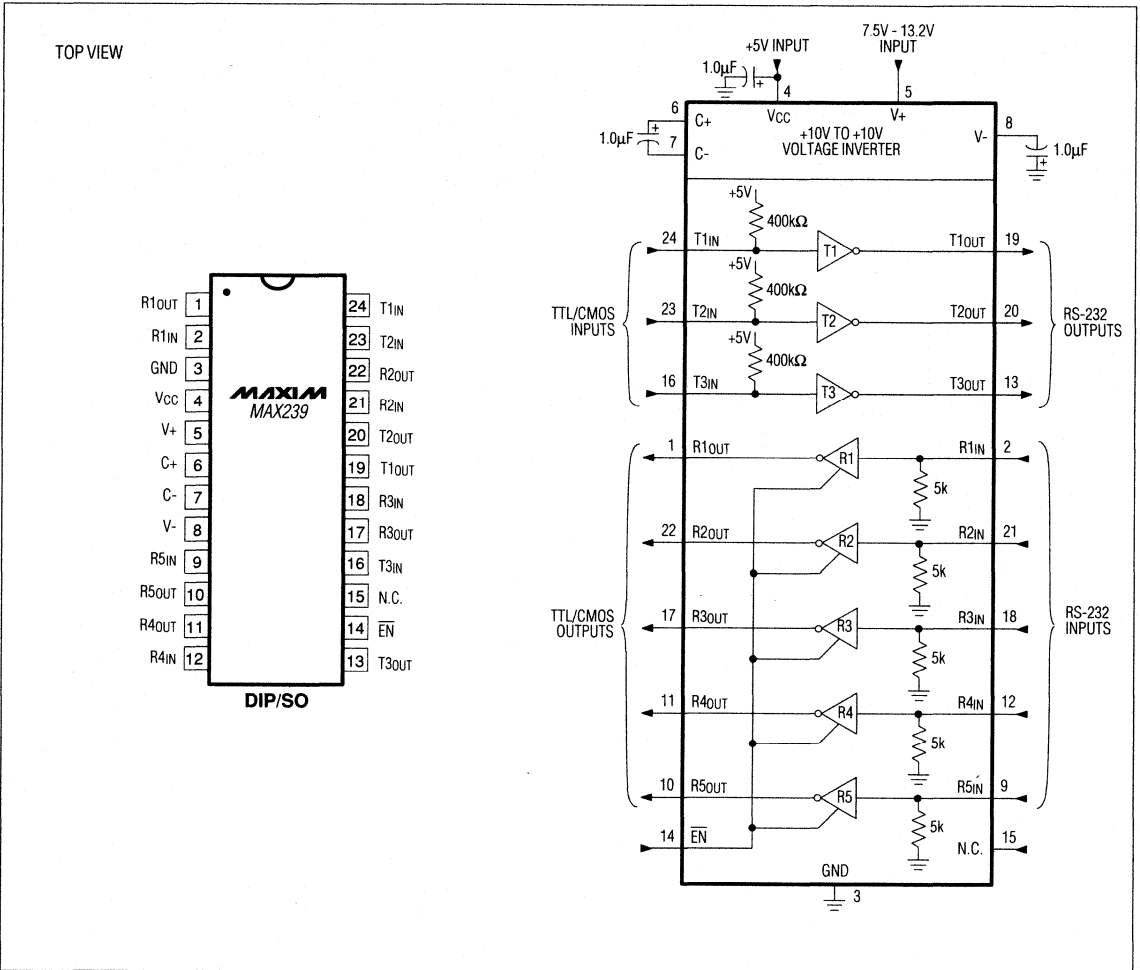 TOP VIEW
R1OUT 1
R1IN 2
GND 3
VCC 4
V+ 5
C+ 6
C- 7
V- 8
R5IN 9
R5OUT 10
R4OUT 11
R4IN 12
MAXIM
MAX239
24 T1IN
23 T2IN
22 R2OUT
21 R2IN
20 T2OUT
19 T1OUT
18 R3IN
17 R3OUT
16 T3IN
15 N.C.
14 EN
13 T3OUT
DIP/SO
+5V INPUT
7.5V - 13.2V
INPUT
1.0µF +
4
5
VCC
V+
6 C+
1.0µF +
7 C-
+10V TO +10V
VOLTAGE INVERTER
V- 8
1.0µF
+
+5V
400kΩ
24 T1IN T1 T1OUT 19
+5V
400kΩ
TTL/CMOS
INPUTS
23 T2IN T2 T2OUT 20
RS-232
OUTPUTS
+5V
400kΩ
16 T3IN T3 T3OUT 13
1 R1OUT R1 R1IN 2
5k
22 R2OUT R2 R2IN 21
5k
TTL/CMOS
OUTPUTS
17 R3OUT R3 R3IN 18
RS-232
INPUTS
5k
11 R4OUT R4 R4IN 12
5k
10 R5OUT R5 R5IN 9
5k
14 EN
N.C. 15
GND
3